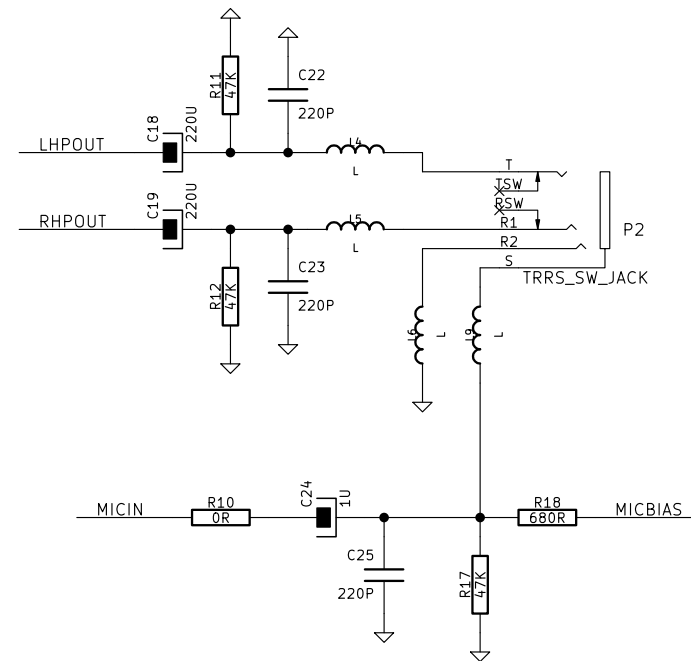 R11
47K
C22
220P
C18
220U
LHPOUT
L4
L
T
TSW
RSW
R1
R2
S
P2
TRRS_SW_JACK
C19
220U
RHPOUT
L5
L
R12
47K
C23
220P
L6
L
L9
L
MICIN
R10
0R
C24
1U
R18
680R
MICBIAS
C25
220P
R17
47K